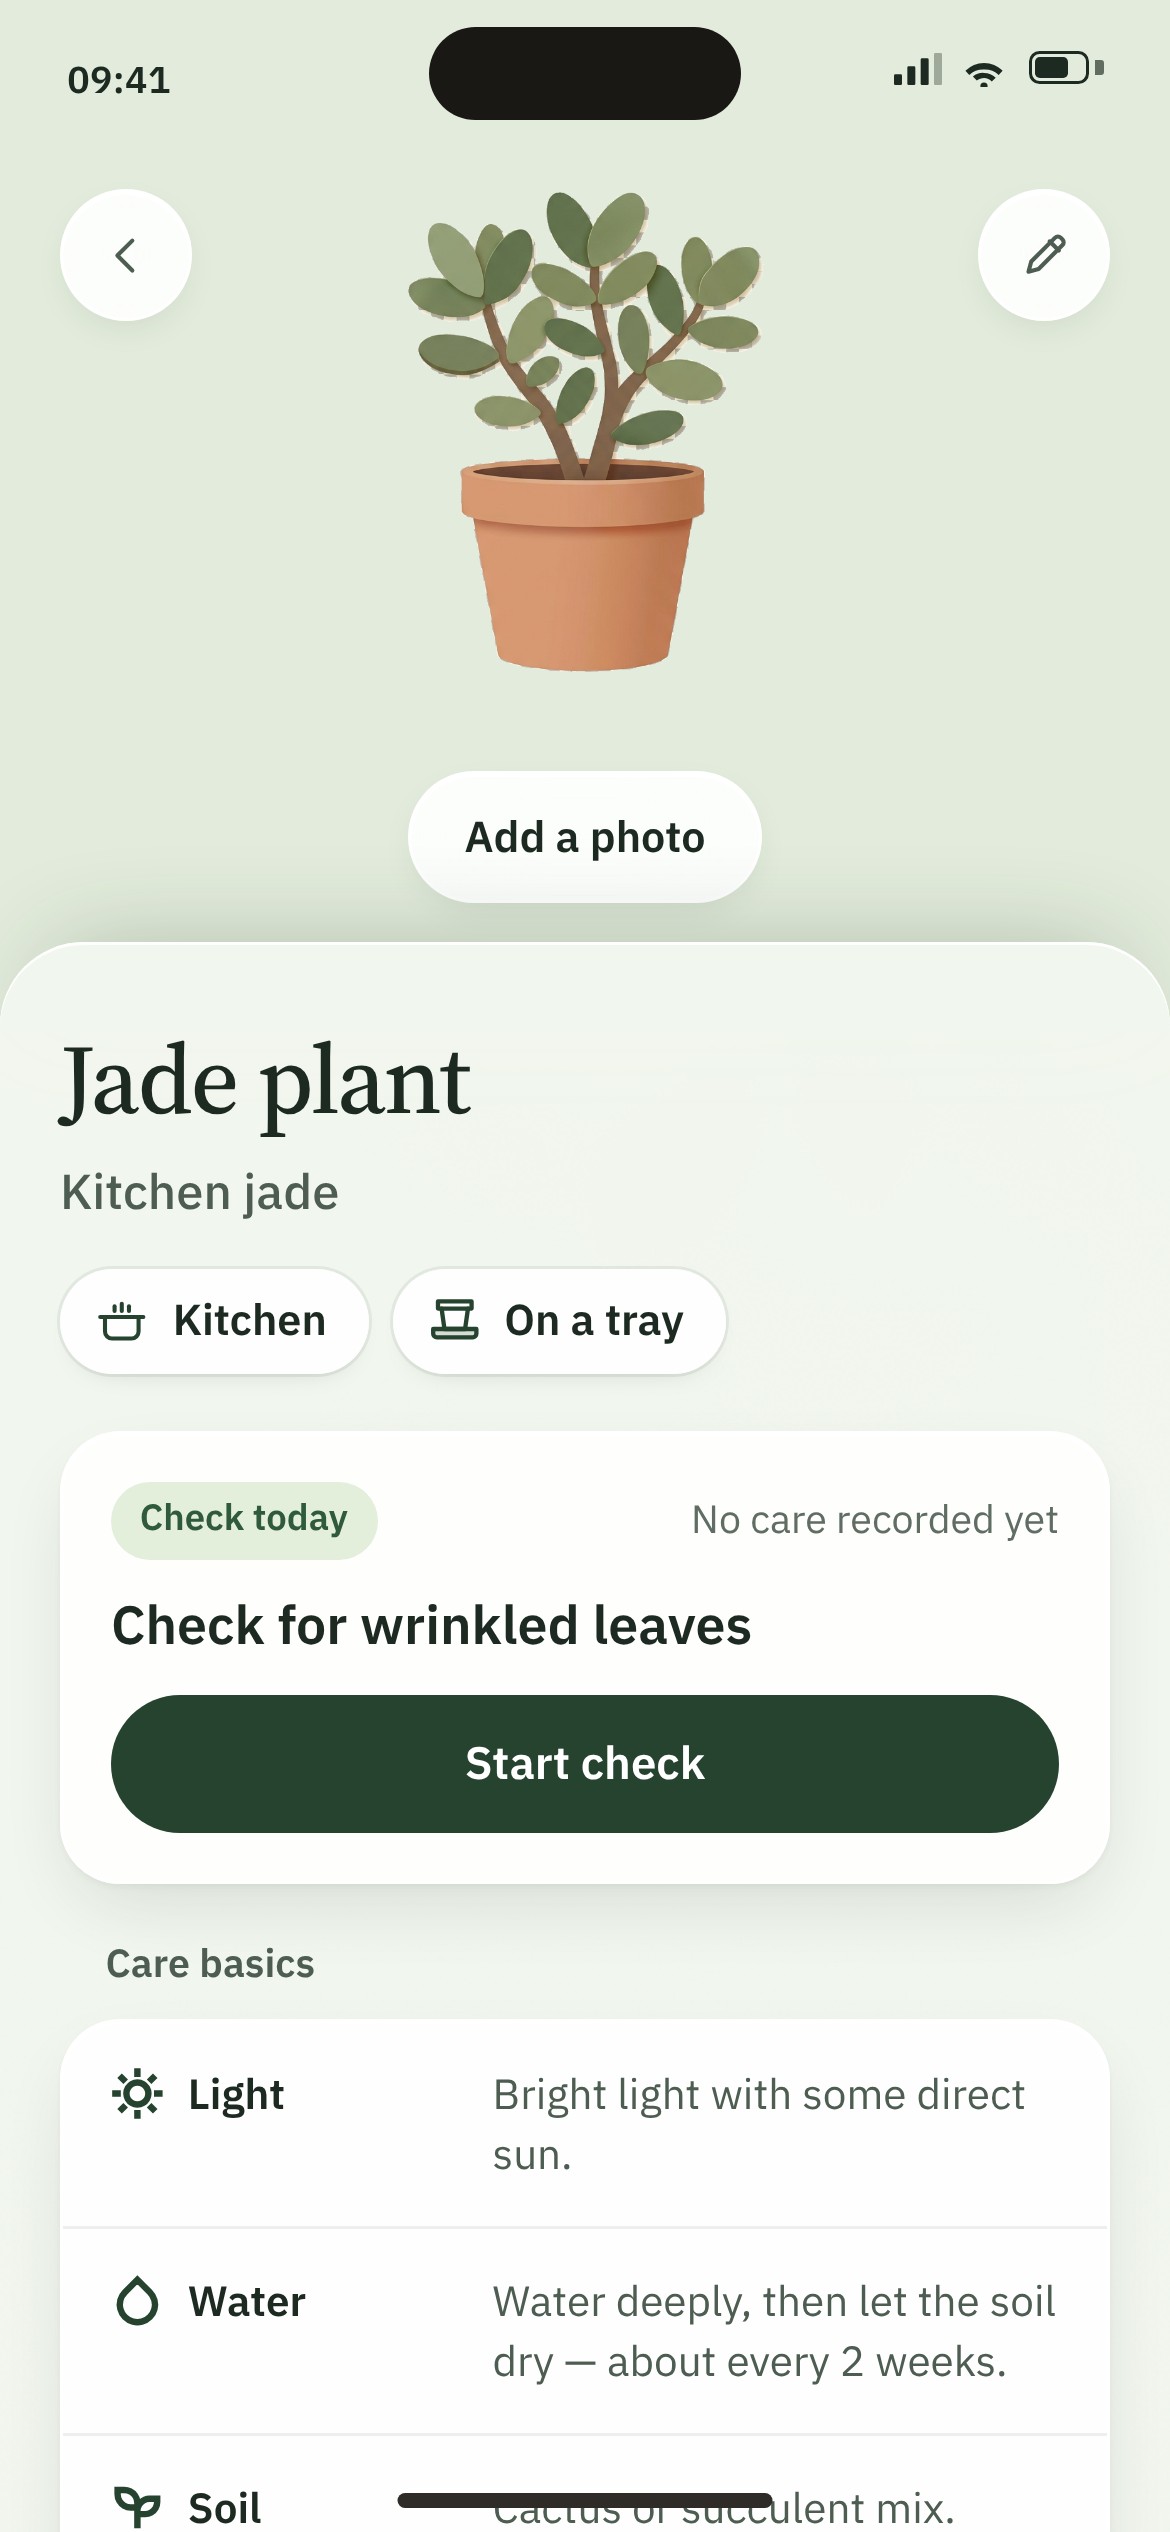 09:41
Add a photo
Jade plant
Kitchen jade
Kitchen
On a tray
Check today
No care recorded yet
Check for wrinkled leaves
Start check
Care basics
Light
Bright light with some direct
sun.
Water
Water deeply, then let the soil
dry — about every 2 weeks.
Soil
Cactus or succulent mix.